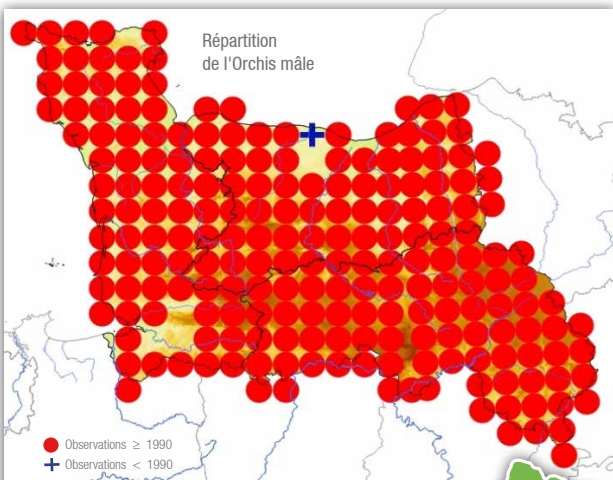 Répartition
de l'Orchis mâle
Observations ≥ 1990
Observations < 1990